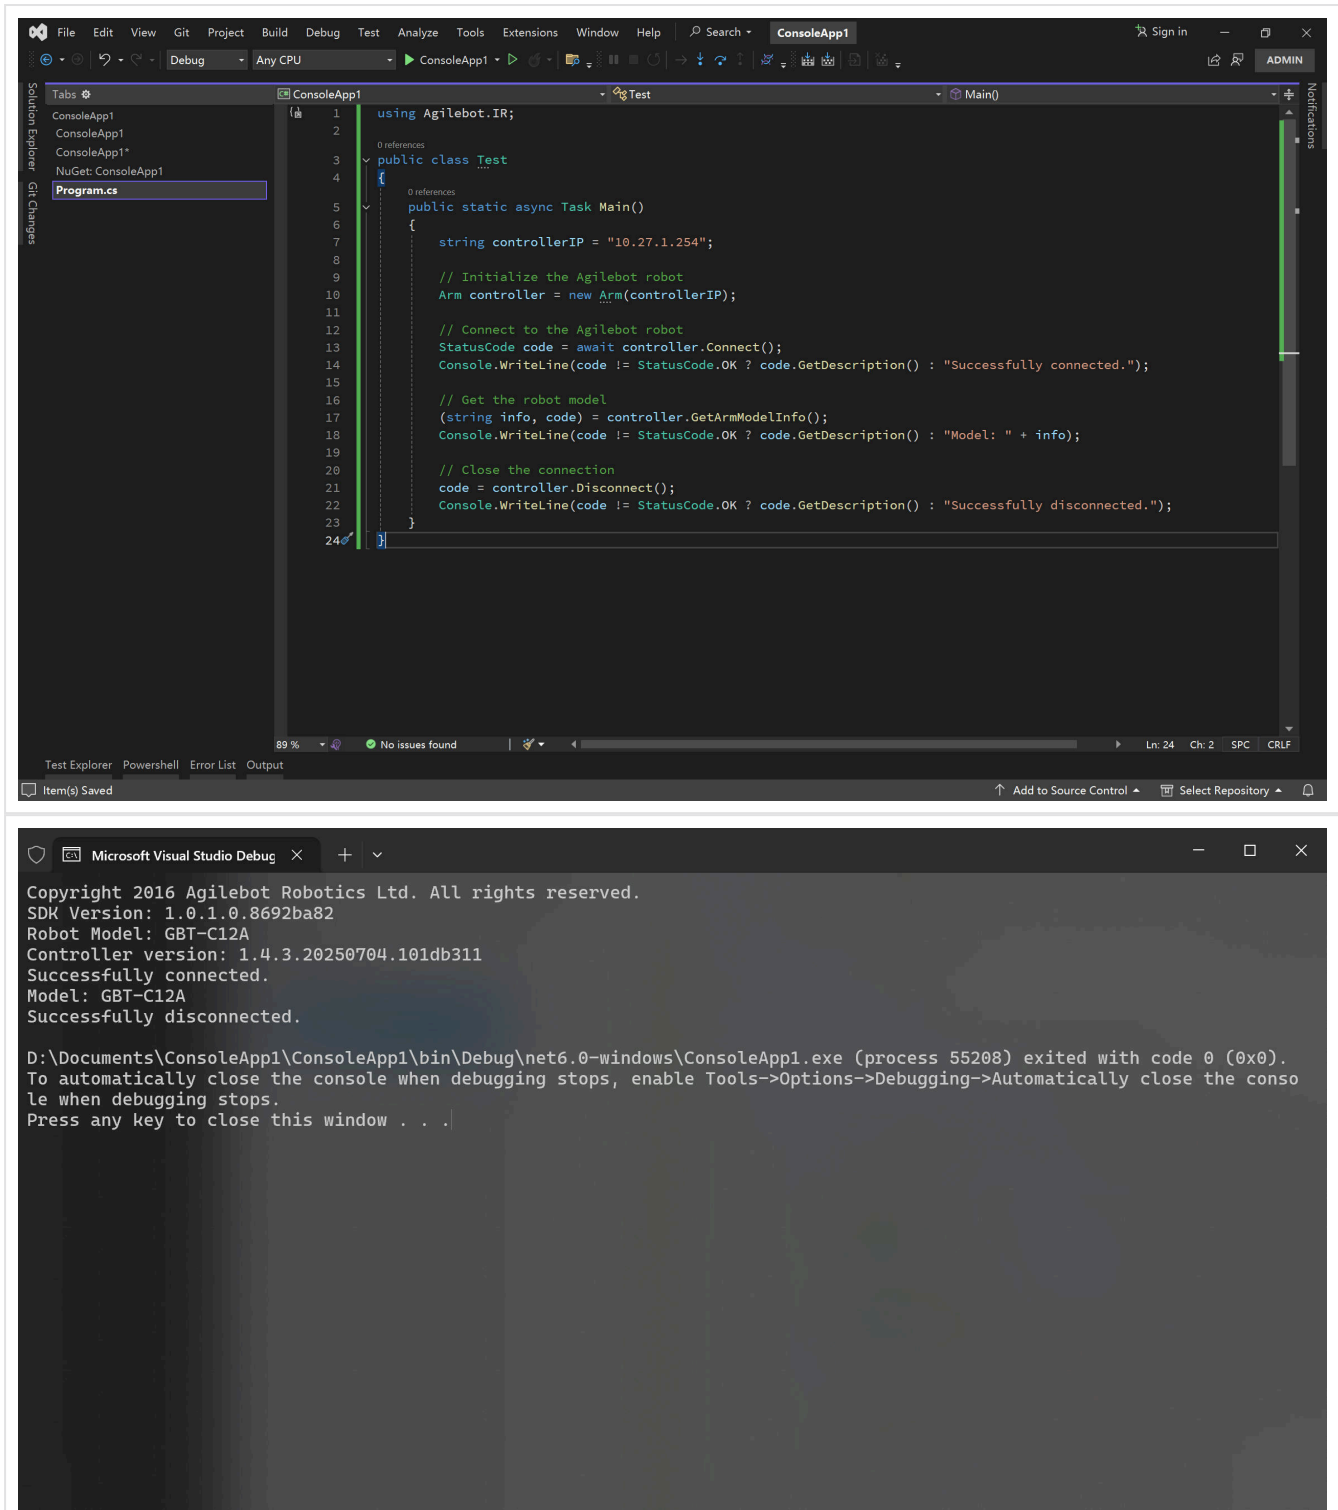 File Edit View Git Project Build Debug Test Analyze Tools Extensions Window Help Search ConsoleApp1 Sign in
Debug Any CPU ConsoleApp1 ADMIN
Solution Explorer
Git Changes
Tabs
ConsoleApp1
ConsoleApp1
ConsoleApp1*
NuGet: ConsoleApp1
Program.cs
ConsoleApp1 Test Main()
Notifications
1 using Agilebot.IR;
2
0 references
3 public class Test
4 {
0 references
5 public static async Task Main()
6 {
7 string controllerIP = "10.27.1.254";
8
9 // Initialize the Agilebot robot
10 Arm controller = new Arm(controllerIP);
11
12 // Connect to the Agilebot robot
13 StatusCode code = await controller.Connect();
14 Console.WriteLine(code != StatusCode.OK ? code.GetDescription() : "Successfully connected.");
15
16 // Get the robot model
17 (string info, code) = controller.GetArmModelInfo();
18 Console.WriteLine(code != StatusCode.OK ? code.GetDescription() : "Model: " + info);
19
20 // Close the connection
21 code = controller.Disconnect();
22 Console.WriteLine(code != StatusCode.OK ? code.GetDescription() : "Successfully disconnected.");
23 }
24 }
89 % No issues found Ln: 24 Ch: 2 SPC CRLF
Test Explorer Powershell Error List Output
Item(s) Saved Add to Source Control Select Repository
Microsoft Visual Studio Debug
Copyright 2016 Agilebot Robotics Ltd. All rights reserved.
SDK Version: 1.0.1.0.8692ba82
Robot Model: GBT-C12A
Controller version: 1.4.3.20250704.101db311
Successfully connected.
Model: GBT-C12A
Successfully disconnected.
D:\Documents\ConsoleApp1\ConsoleApp1\bin\Debug\net6.0-windows\ConsoleApp1.exe (process 55208) exited with code 0 (0x0).
To automatically close the console when debugging stops, enable Tools->Options->Debugging->Automatically close the conso
le when debugging stops.
Press any key to close this window . . .